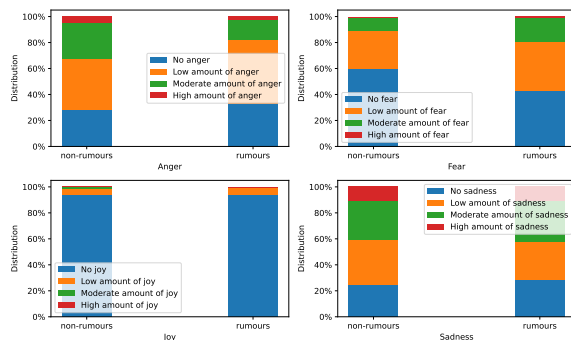 100%
80%
60%
40%
20%
0%
Distribution
No anger
Low amount of anger
Moderate amount of anger
High amount of anger
non-rumours
rumours
Anger
100%
80%
60%
40%
20%
0%
Distribution
No fear
Low amount of fear
Moderate amount of fear
High amount of fear
non-rumours
rumours
Fear
100%
80%
60%
40%
20%
0%
Distribution
No joy
Low amount of joy
Moderate amount of joy
High amount of joy
non-rumours
rumours
Joy
100%
80%
60%
40%
20%
0%
Distribution
No sadness
Low amount of sadness
Moderate amount of sadness
High amount of sadness
non-rumours
rumours
Sadness